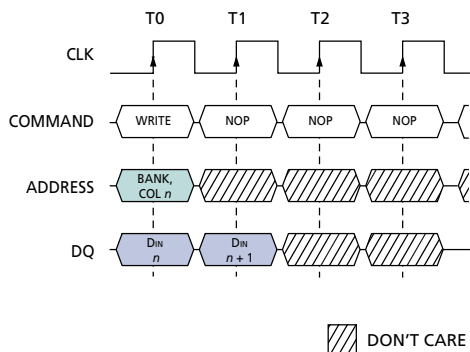 T0 T1 T2 T3
CLK
COMMAND WRITE NOP NOP NOP
ADDRESS BANK,
COL n
DQ DIN
n DIN
n + 1
DON'T CARE